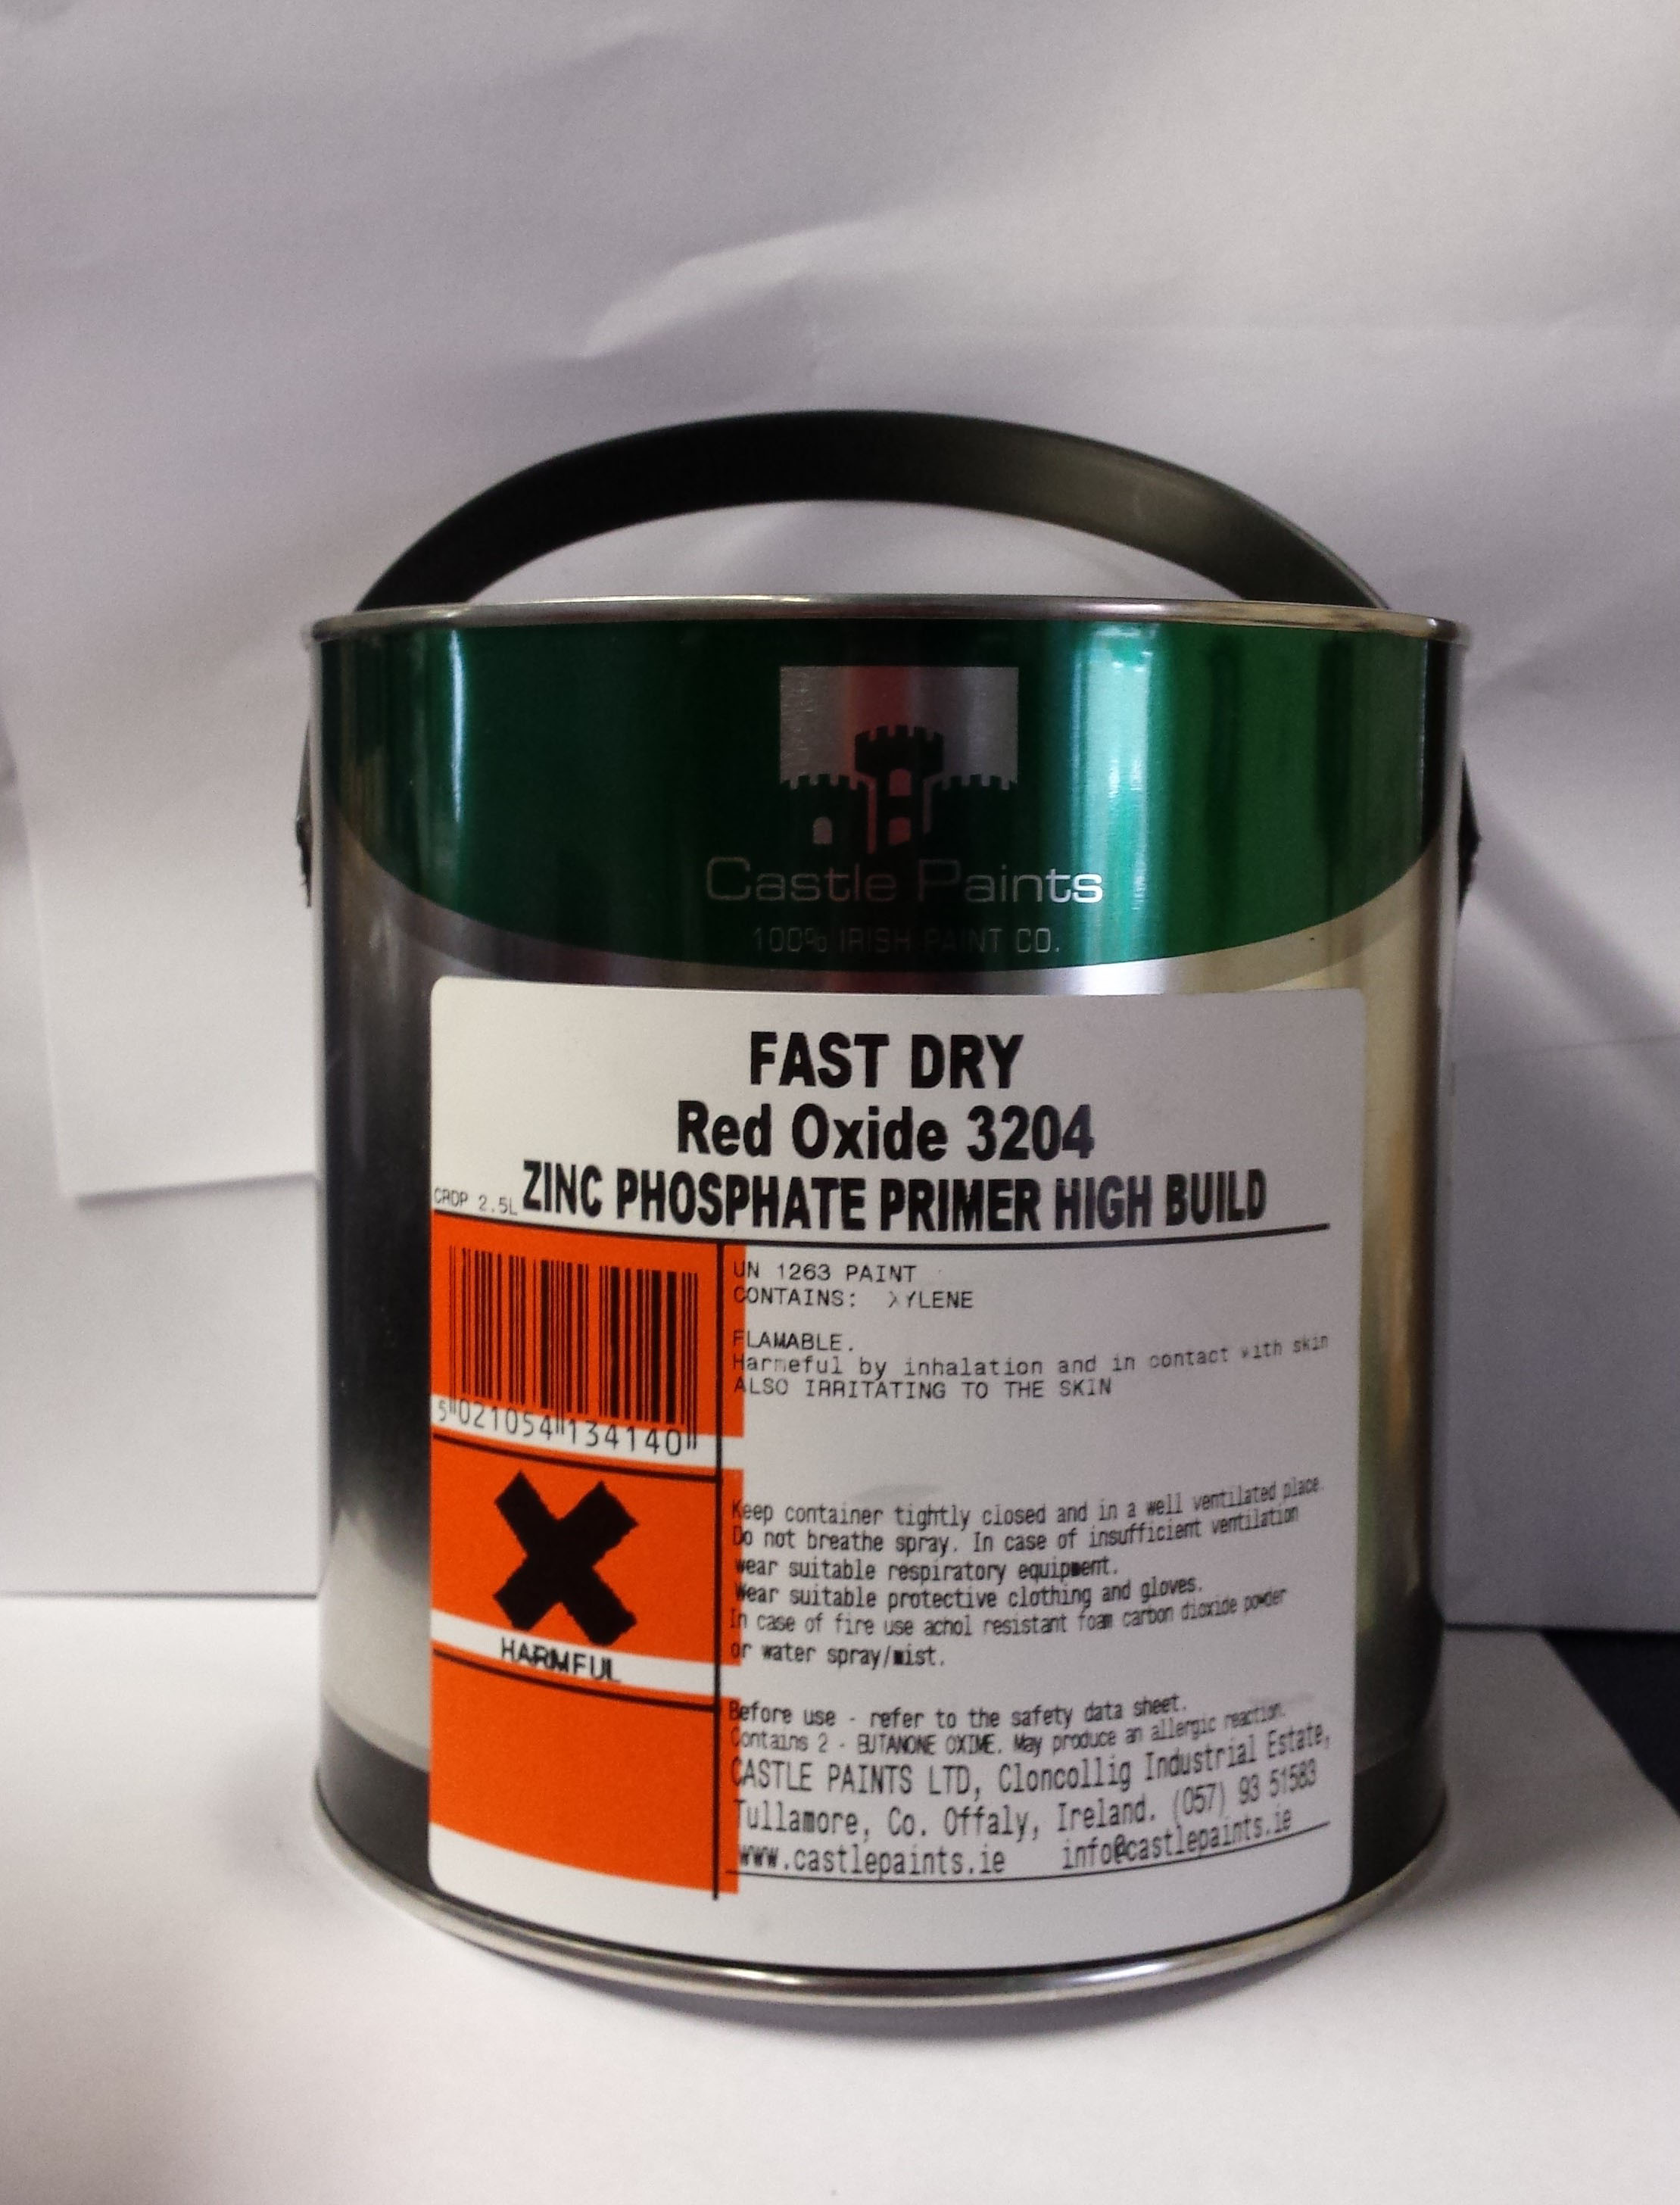 Castle Paints
100% IRISH PAINT CO.
FAST DRY
Red Oxide 3204
CRDP 2.5L ZINC PHOSPHATE PRIMER HIGH BUILD
5 021054 134140
UN 1263 PAINT
CONTAINS: XYLENE
FLAMABLE.
Harmeful by inhalation and in contact with skin
ALSO IRRITATING TO THE SKIN
HARMFUL
Keep container tightly closed and in a well ventilated place.
Do not breathe spray. In case of insufficient ventilation
wear suitable respiratory equipment.
Wear suitable protective clothing and gloves.
In case of fire use achol resistant foam carbon dioxide powder
or water spray/mist.
Before use - refer to the safety data sheet.
Contains 2 - BUTANONE OXIME. May produce an allergic reaction.
CASTLE PAINTS LTD, Cloncollig Industrial Estate,
Tullamore, Co. Offaly, Ireland. (057) 93 51583
www.castlepaints.ie info@castlepaints.ie